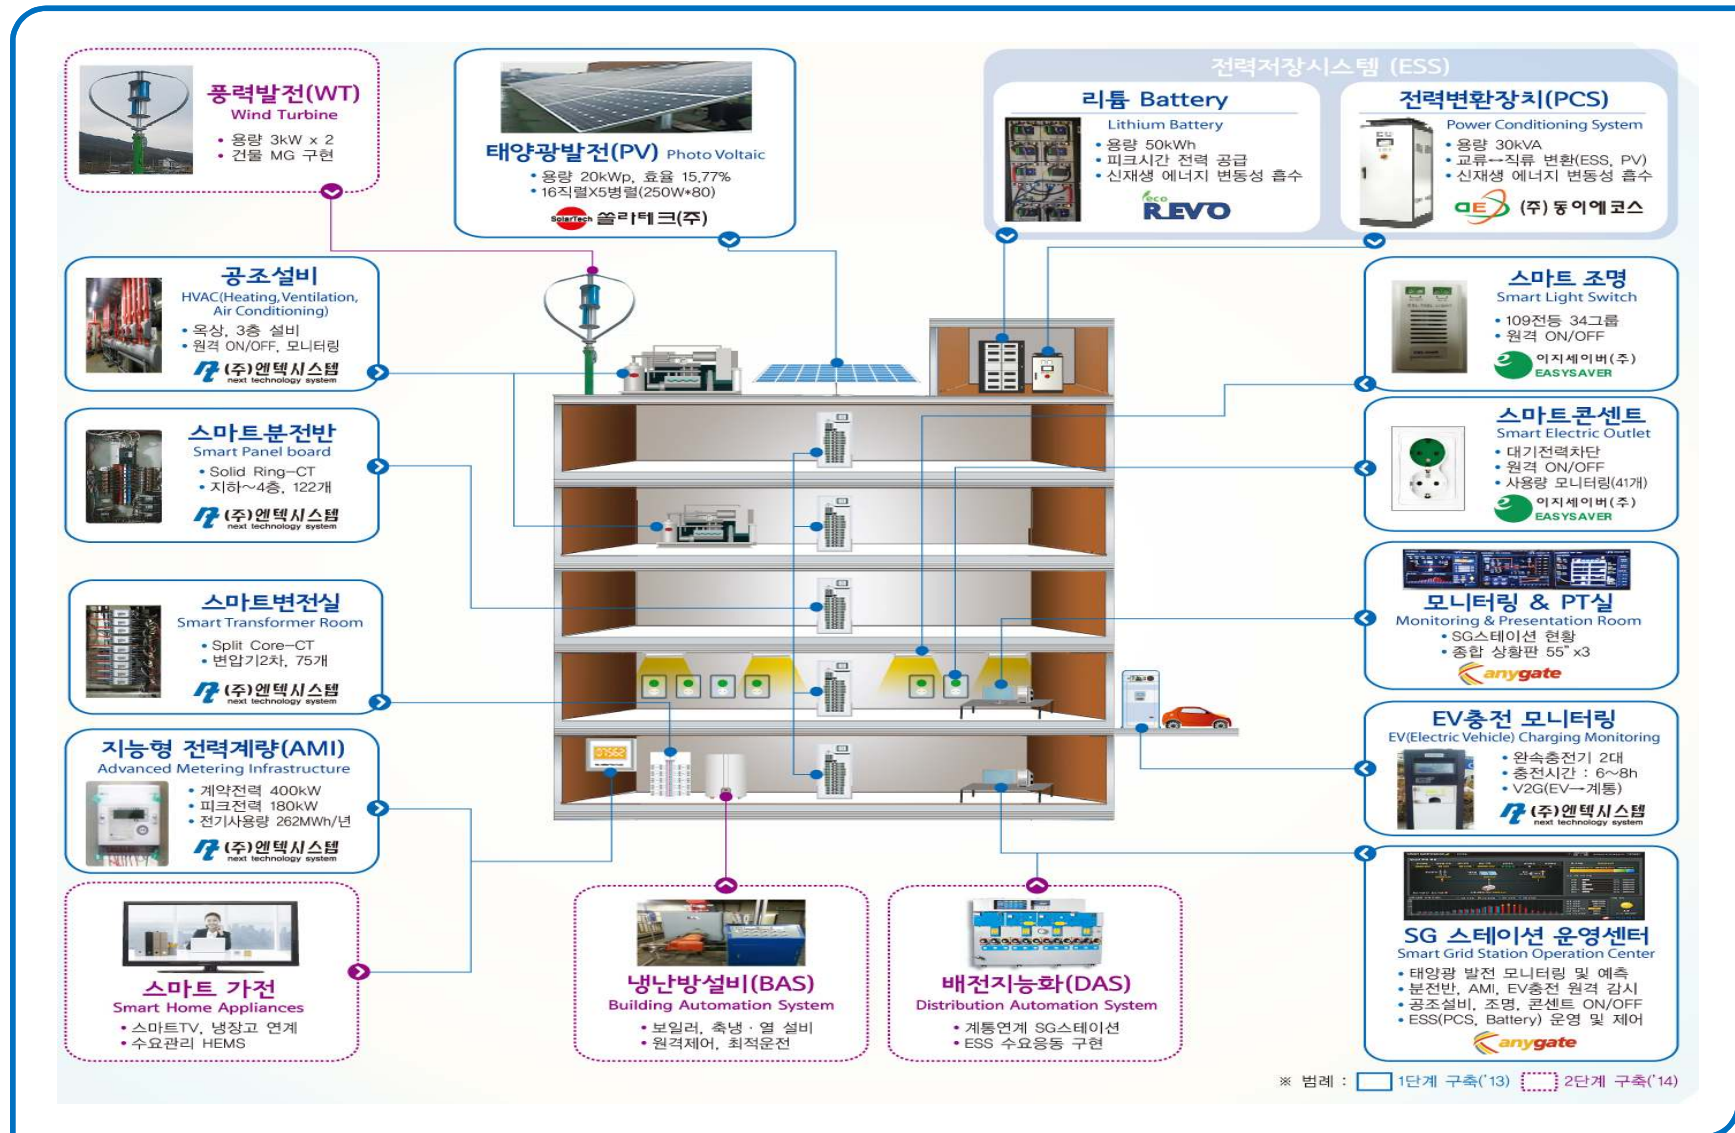 풍력발전(WT)
Wind Turbine
• 용량 3kW x 2
• 건물 MG 구현
태양광발전(PV) Photo Voltaic
• 용량 20kWp, 효율 15.77%
• 16직렬X5병렬(250W*80)
SolarTech 쏠라테크(주)
전력저장시스템 (ESS)
리튬 Battery
Lithium Battery
• 용량 50kWh
• 피크시간 전력 공급
• 신재생 에너지 변동성 흡수
eco REVO
전력변환장치(PCS)
Power Conditioning System
• 용량 30kVA
• 교류↔직류 변환(ESS, PV)
• 신재생 에너지 변동성 흡수
DE (주)동이에코스
공조설비
HVAC(Heating, Ventilation,
Air Conditioning)
• 옥상, 3층 설비
• 원격 ON/OFF, 모니터링
(주)엔텍시스템
next technology system
스마트분전반
Smart Panel board
• Solid Ring-CT
• 지하~4층, 122개
(주)엔텍시스템
next technology system
스마트변전실
Smart Transformer Room
• Split Core-CT
• 변압기2차, 75개
(주)엔텍시스템
next technology system
지능형 전력계량(AMI)
Advanced Metering Infrastructure
• 계약전력 400kW
• 피크전력 180kW
• 전기사용량 262MWh/년
(주)엔텍시스템
next technology system
스마트 가전
Smart Home Appliances
• 스마트TV, 냉장고 연계
• 수요관리 HEMS
07562
냉난방설비(BAS)
Building Automation System
• 보일러, 축냉 · 열 설비
• 원격제어, 최적운전
배전지능화(DAS)
Distribution Automation System
• 계통연계 SG스테이션
• ESS 수요응동 구현
스마트 조명
Smart Light Switch
• 109전등 34그룹
• 원격 ON/OFF
이지세이버(주)
EASYSAVER
스마트콘센트
Smart Electric Outlet
• 대기전력차단
• 원격 ON/OFF
• 사용량 모니터링(41개)
이지세이버(주)
EASYSAVER
모니터링 & PT실
Monitoring & Presentation Room
• SG스테이션 현황
• 종합 상황판 55"x3
anygate
EV충전 모니터링
EV(Electric Vehicle) Charging Monitoring
• 완속충전기 2대
• 충전시간 : 6~8h
• V2G(EV→계통)
(주)엔텍시스템
next technology system
SG 스테이션 운영센터
Smart Grid Station Operation Center
• 태양광 발전 모니터링 및 예측
• 분전반, AMI, EV충전 원격 감시
• 공조설비, 조명, 콘센트 ON/OFF
• ESS(PCS, Battery) 운영 및 제어
anygate
※ 범례 : 1단계 구축('13) 2단계 구축('14)